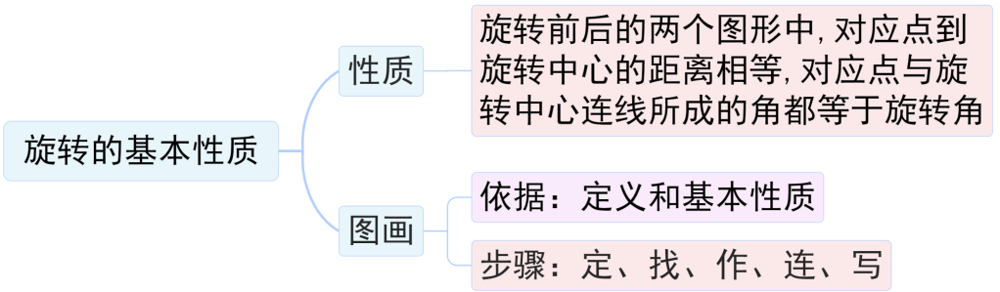 旋转的基本性质
性质
旋转前后的两个图形中,对应点到
旋转中心的距离相等,对应点与旋
转中心连线所成的角都等于旋转角
图画
依据：定义和基本性质
步骤：定、找、作、连、写